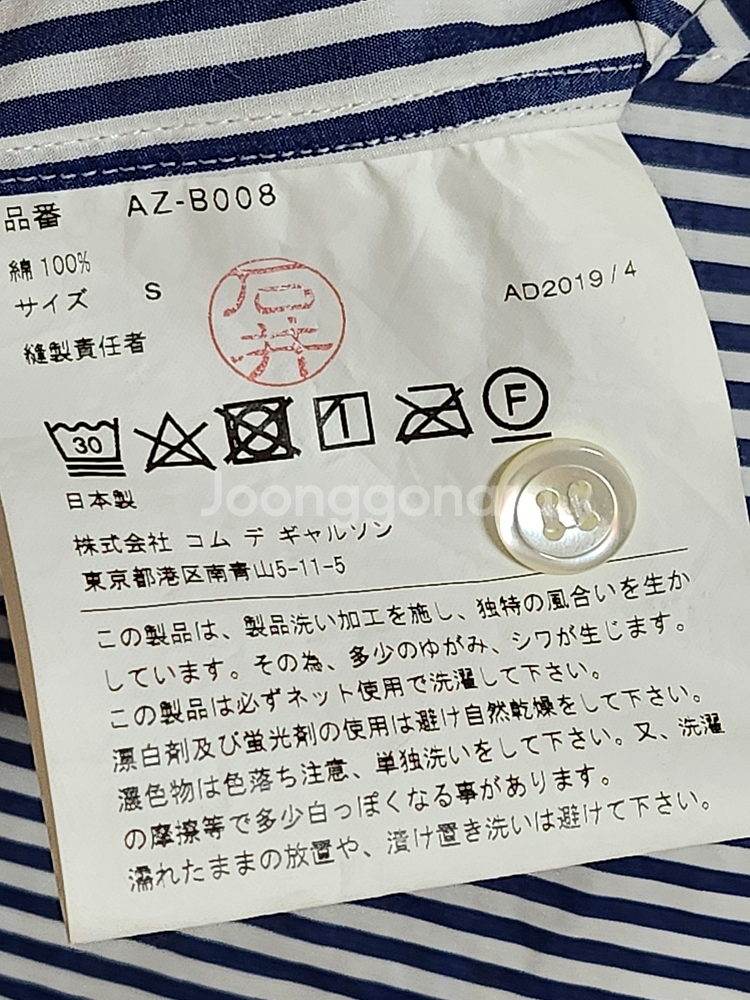 品番 AZ-B008
綿 100%
サイズ S
AD2019/4
縫製責任者
石井
30
F
日本製
Joonggonara
株式会社 コム デ ギャルソン
東京都港区南青山5-11-5
この製品は、製品洗い加工を施し、独特の風合いを生か
しています。その為、多少のゆがみ、シワが生じます。
この製品は必ずネット使用で洗濯して下さい。
漂白剤及び蛍光剤の使用は避け自然乾燥をして下さい。
濃色物は色落ち注意、単独洗いをして下さい。又、洗濯
の摩擦等で多少白っぽくなる事があります。
濡れたままの放置や、漬け置き洗いは避けて下さい。